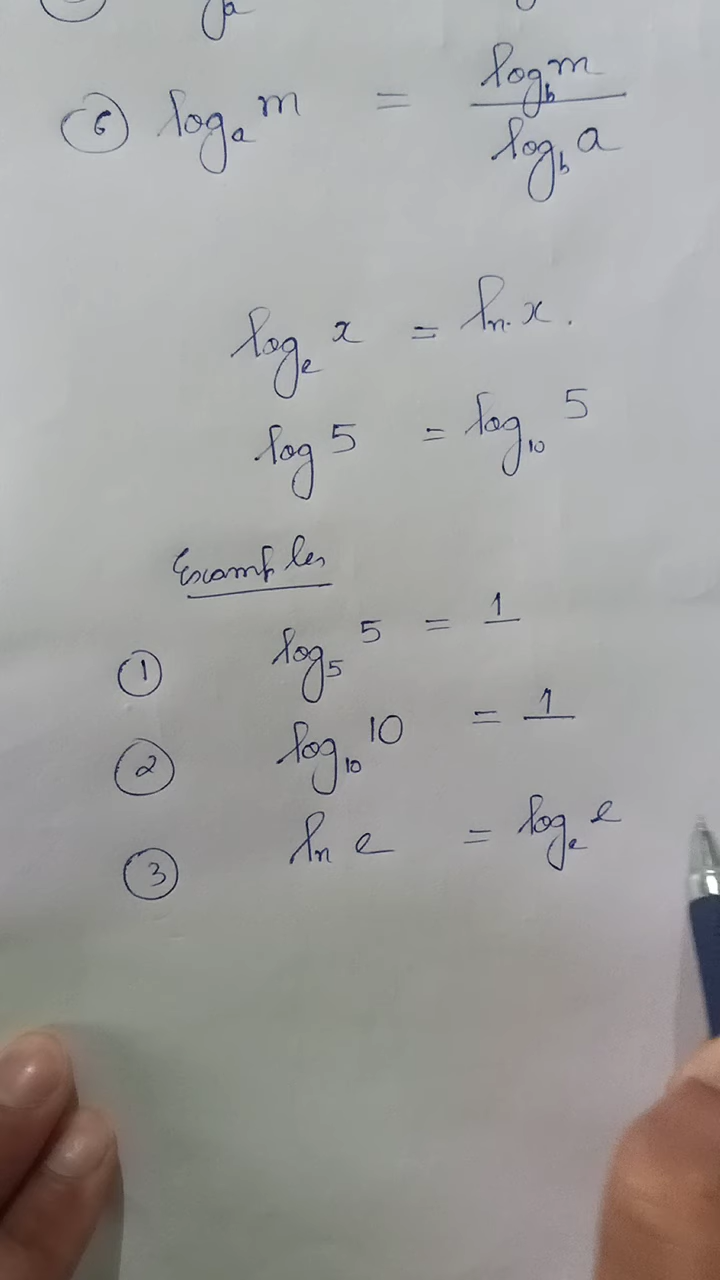 ⑥ logₐ m = log_b m / log_b a
logₑ x = ln x.
log 5 = log₁₀ 5
Examples
① log₅ 5 = 1
② log₁₀ 10 = 1
③ ln e = logₑ e